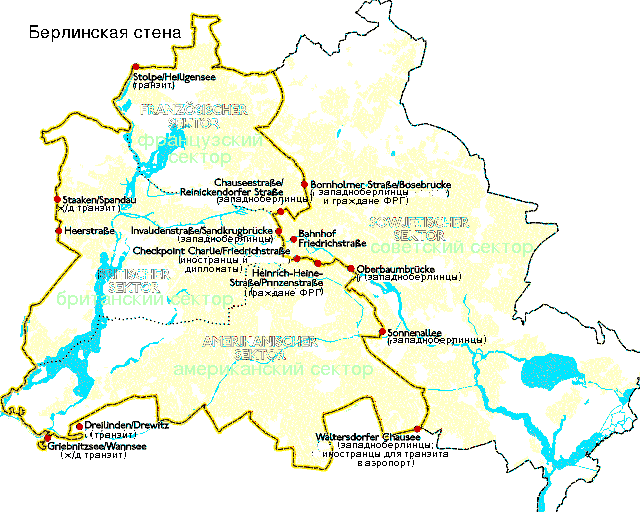 Берлинская стена
Stolpe/Heiligensee
(транзит)
FRANZÖSISCHER
SEKTOR
французский
сектор
Chauseestraße/
Reinickendorfer Straße
(западноберлинцы)
Bornholmer Straße/Bosebrucke
(западноберлинцы
и граждане ФРГ)
Staaken/Spandau
(ж/д транзит)
Heerstraße
Invalidenstraße/Sandkrugbrücke
(западноберлинцы)
Bahnhof
Friedrichstraße
SOWJETISCHER
SEKTOR
советский сектор
Checkpoint Charlie/Friedrichstraße
(иностранцы и
дипломаты)
Heinrich-Heine-
Straße/Prinzenstraße
(граждане ФРГ)
Oberbaumbrücke
(западноберлинцы)
BRITISCHER
SEKTOR
британский сектор
Sonnenallee
(западноберлинцы)
AMERIKANISCHER
SEKTOR
американский сектор
Dreilinden/Drewitz
(транзит)
Griebnitzsee/Wannsee
(ж/д транзит)
Waltersdorfer Chausee
(западноберлинцы;
иностранцы для транзита
в аэропорт)